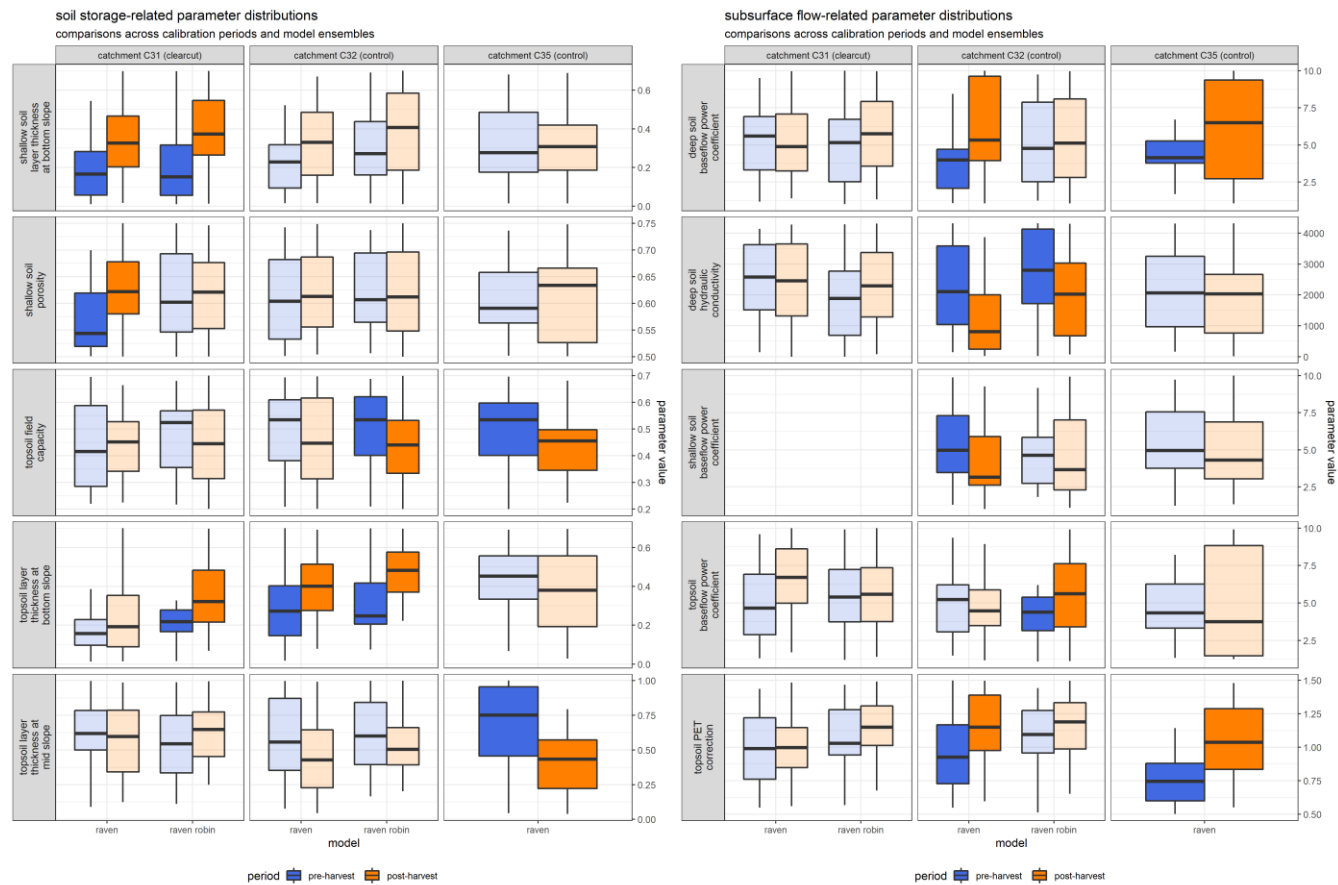 soil storage-related parameter distributions
comparisons across calibration periods and model ensembles
catchment C31 (clearcut)
catchment C32 (control)
catchment C35 (control)
shallow soil
layer thickness
at bottom slope
0.6
0.4
0.2
0.0
shallow soil
porosity
0.75
0.70
0.65
0.60
0.55
0.50
topsoil field
capacity
0.7
0.6
0.5
0.4
0.3
0.2
topsoil layer
thickness at
bottom slope
0.6
0.4
0.2
0.0
topsoil layer
thickness at
mid slope
1.00
0.75
0.50
0.25
0.00
parameter value
raven
raven robin
raven
raven robin
raven
model
period
pre-harvest
post-harvest
subsurface flow-related parameter distributions
comparisons across calibration periods and model ensembles
catchment C31 (clearcut)
catchment C32 (control)
catchment C35 (control)
deep soil
baseflow power
coefficient
10.0
7.5
5.0
2.5
deep soil
hydraulic
conductivity
4000
3000
2000
1000
0
shallow soil
baseflow power
coefficient
10.0
7.5
5.0
2.5
topsoil
baseflow power
coefficient
10.0
7.5
5.0
2.5
topsoil PET
correction
1.50
1.25
1.00
0.75
0.50
parameter value
raven
raven robin
raven
raven robin
raven
model
period
pre-harvest
post-harvest